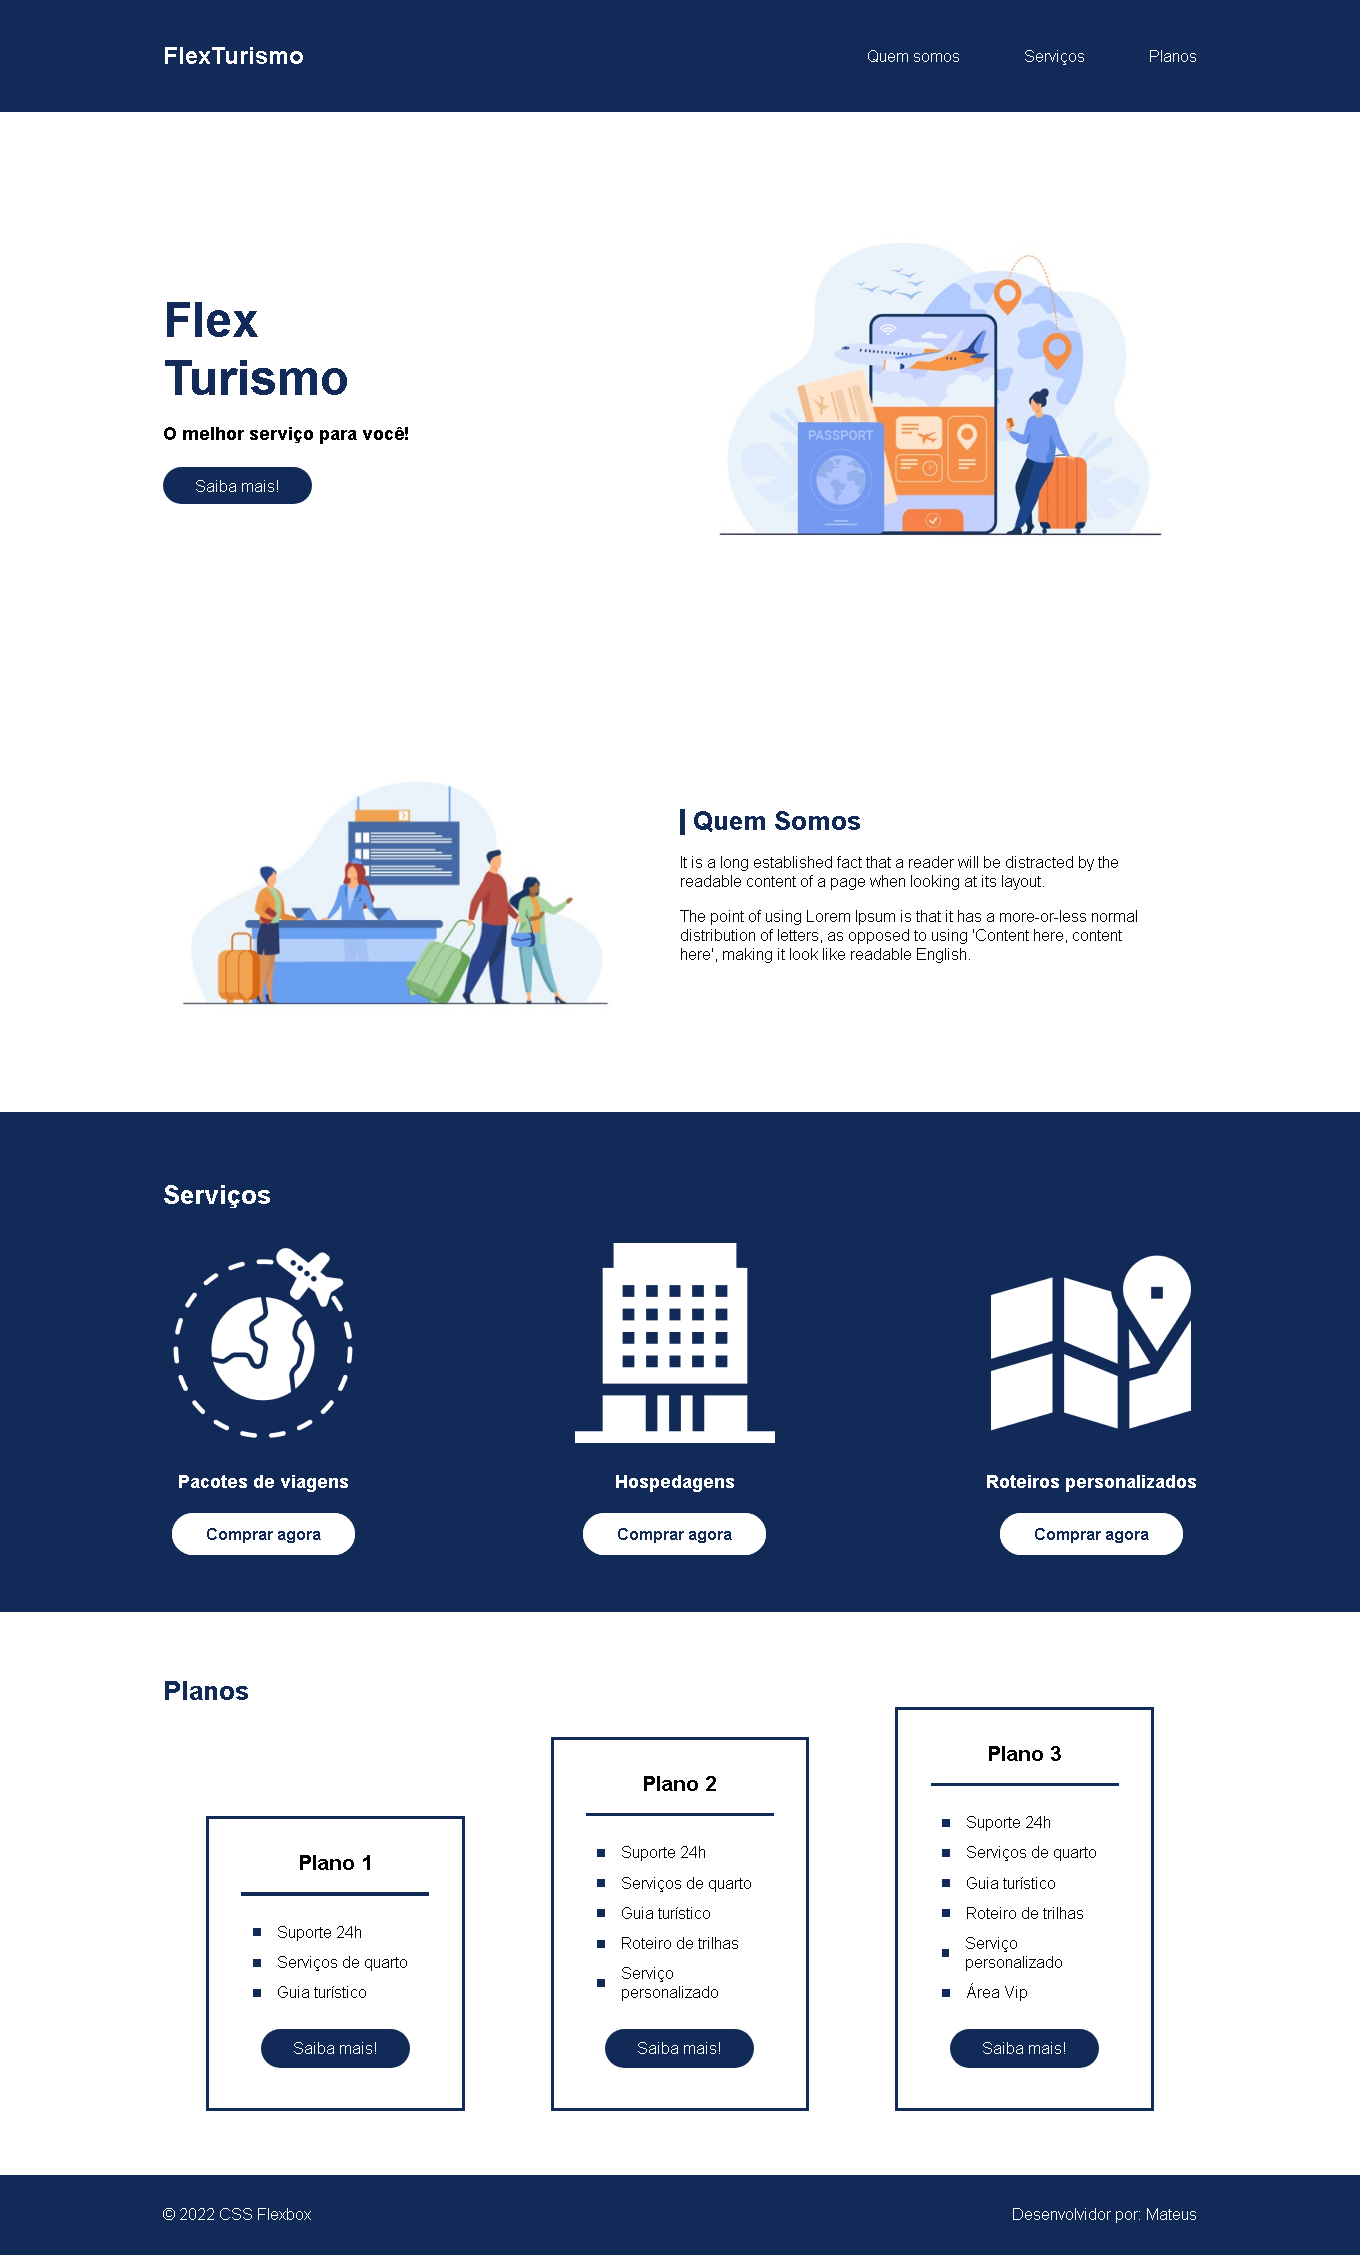 FlexTurismo
Quem somos
Serviços
Planos
Flex
Turismo
O melhor serviço para você!
Saiba mais!
PASSPORT
Quem Somos
It is a long established fact that a reader will be distracted by the
readable content of a page when looking at its layout.
The point of using Lorem Ipsum is that it has a more-or-less normal
distribution of letters, as opposed to using 'Content here, content
here', making it look like readable English.
Serviços
Pacotes de viagens
Comprar agora
Hospedagens
Comprar agora
Roteiros personalizados
Comprar agora
Planos
Plano 1
Suporte 24h
Serviços de quarto
Guia turístico
Saiba mais!
Plano 2
Suporte 24h
Serviços de quarto
Guia turístico
Roteiro de trilhas
Serviço
personalizado
Saiba mais!
Plano 3
Suporte 24h
Serviços de quarto
Guia turístico
Roteiro de trilhas
Serviço
personalizado
Área Vip
Saiba mais!
© 2022 CSS Flexbox
Desenvolvidor por: Mateus